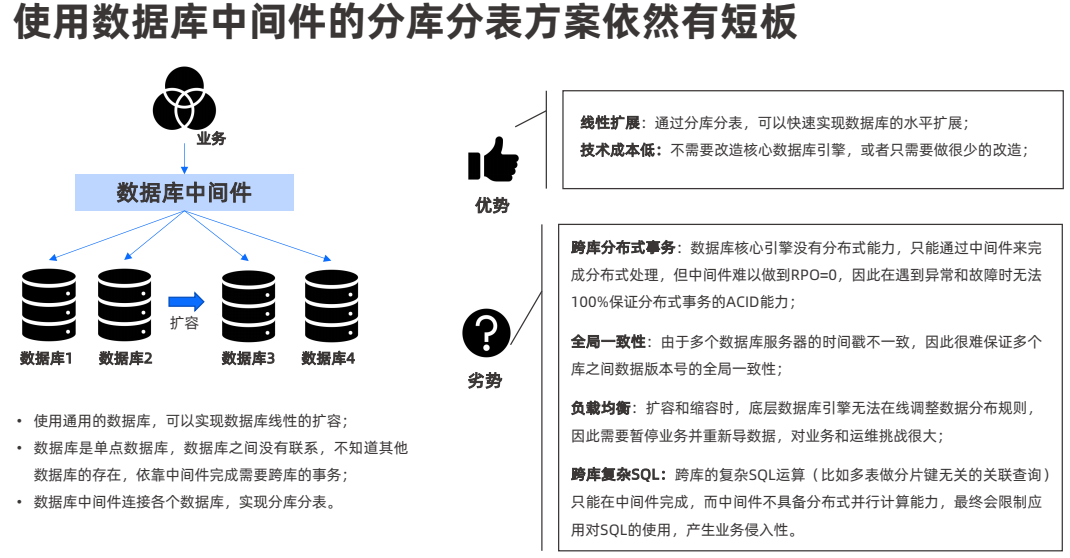 使用数据库中间件的分库分表方案依然有短板
业务
数据库中间件
扩容
数据库1
数据库2
数据库3
数据库4
• 使用通用的数据库，可以实现数据库线性的扩容；
• 数据库是单点数据库，数据库之间没有联系，不知道其他
数据库的存在，依靠中间件完成需要跨库的事务；
• 数据库中间件连接各个数据库，实现分库分表。
优势
线性扩展：通过分库分表，可以快速实现数据库的水平扩展；
技术成本低：不需要改造核心数据库引擎，或者只需要做很少的改造；
劣势
跨库分布式事务：数据库核心引擎没有分布式能力，只能通过中间件来完
成分布式处理，但中间件难以做到RPO=0，因此在遇到异常和故障时无法
100%保证分布式事务的ACID能力；
全局一致性：由于多个数据库服务器的时间戳不一致，因此很难保证多个
库之间数据版本号的全局一致性；
负载均衡：扩容和缩容时，底层数据库引擎无法在线调整数据分布规则，
因此需要暂停业务并重新导数据，对业务和运维挑战很大；
跨库复杂SQL：跨库的复杂SQL运算（比如多表做分片键无关的关联查询）
只能在中间件完成，而中间件不具备分布式并行计算能力，最终会限制应
用对SQL的使用，产生业务侵入性。